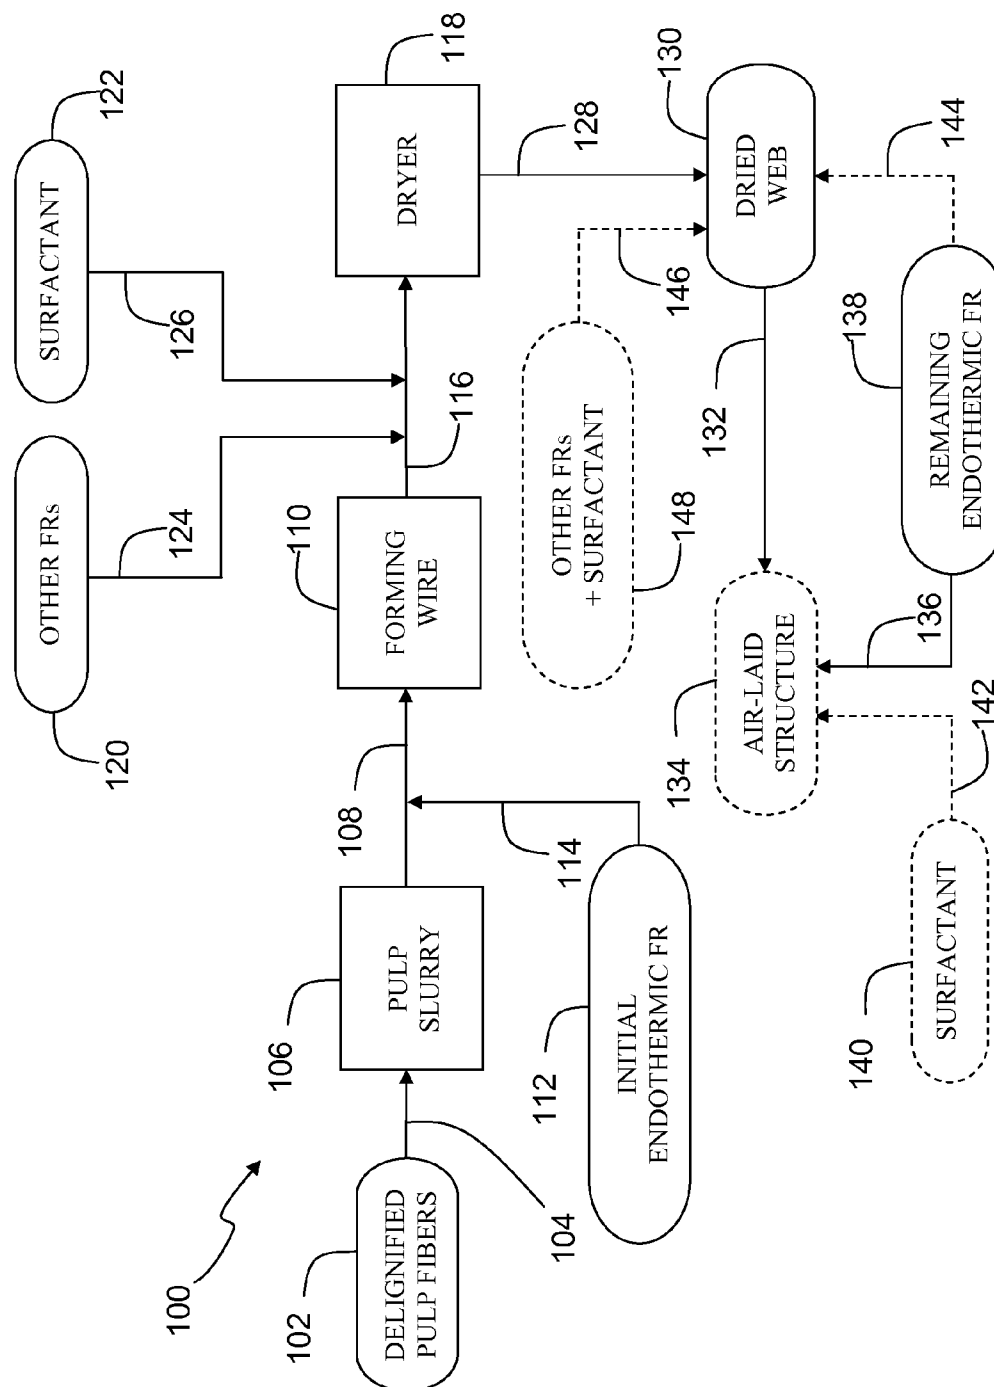 100
102
DELIGNIFIED
PULP FIBERS
104
106
PULP
SLURRY
108
112
INITIAL
ENDOTHERMIC FR
114
110
FORMING
WIRE
116
120
OTHER FRs
124
122
SURFACTANT
126
118
DRYER
128
130
DRIED
WEB
146
OTHER FRs
+ SURFACTANT
148
132
134
AIR-LAID
STRUCTURE
136
138
REMAINING
ENDOTHERMIC FR
144
140
SURFACTANT
142